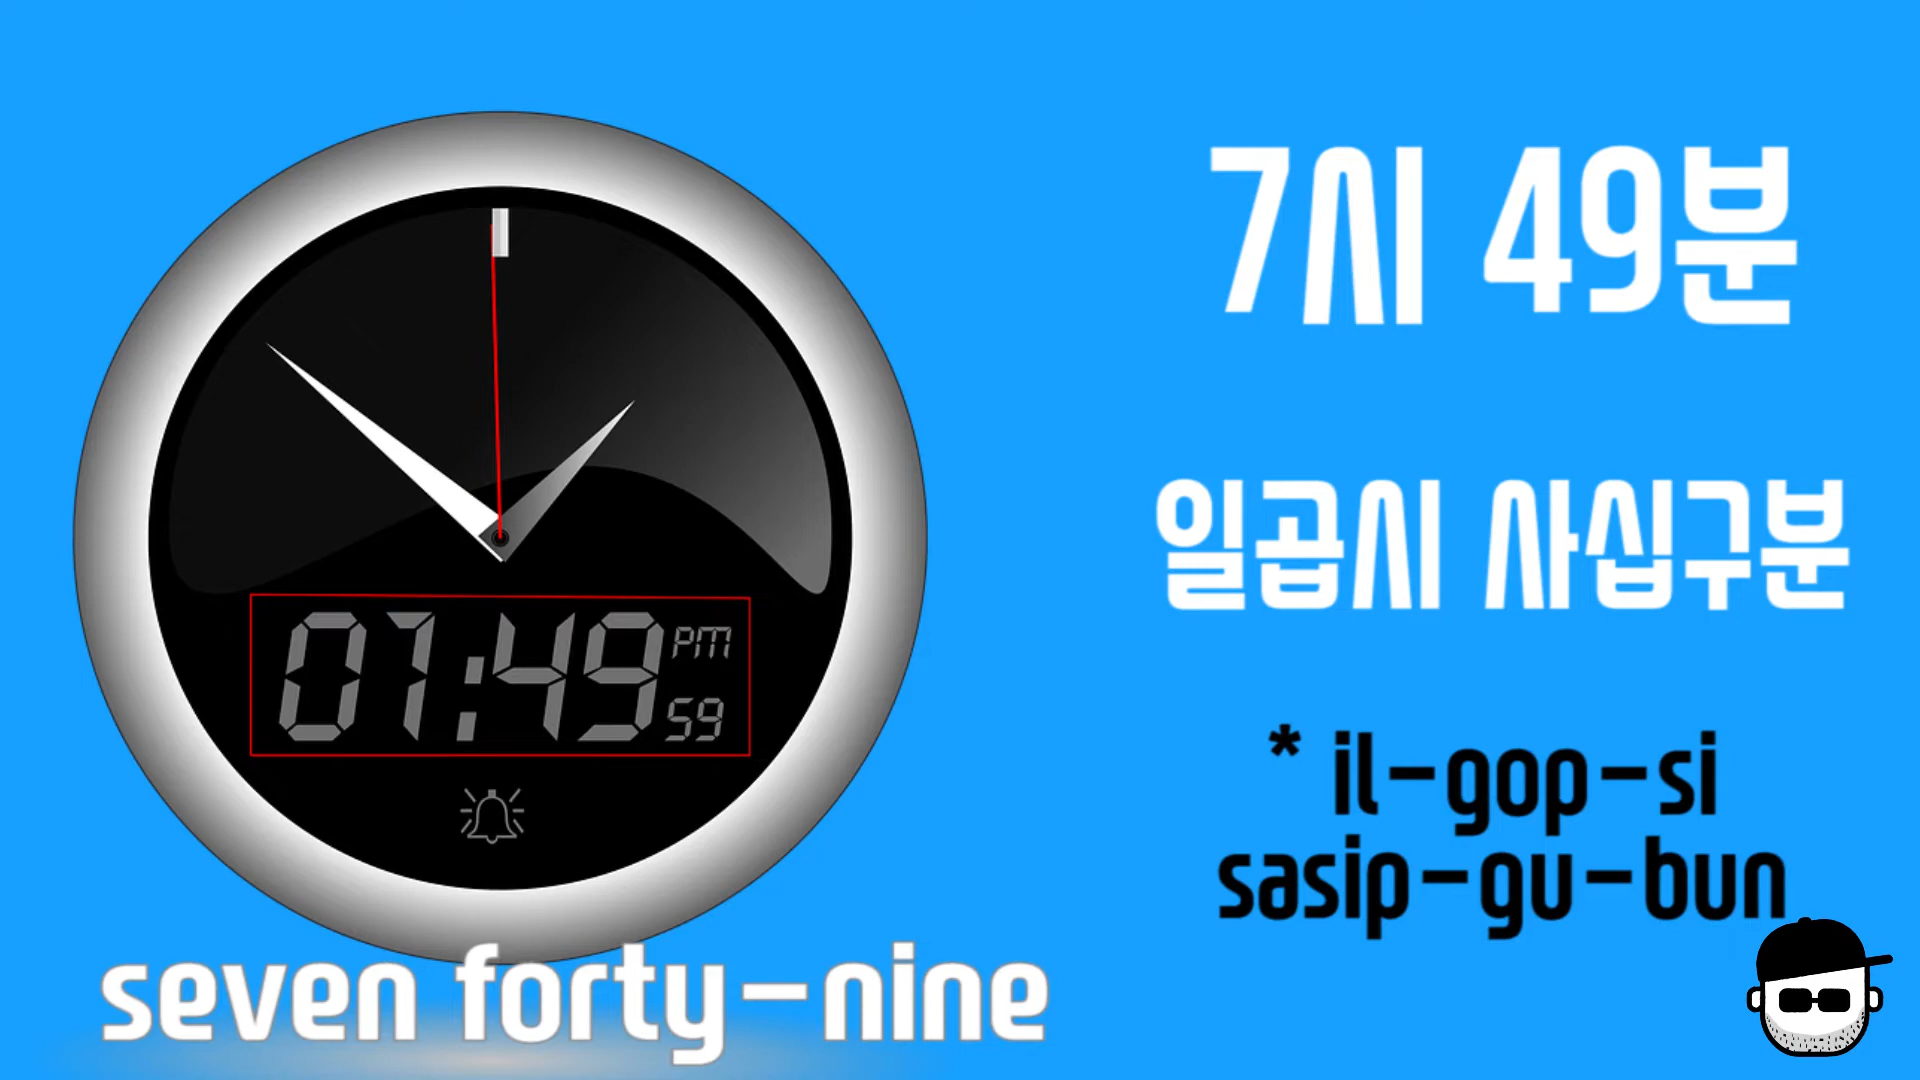 7시 49분
일곱시 사십구분
* il-gop-si
sasip-gu-bun
07:49 PM
59
seven forty-nine